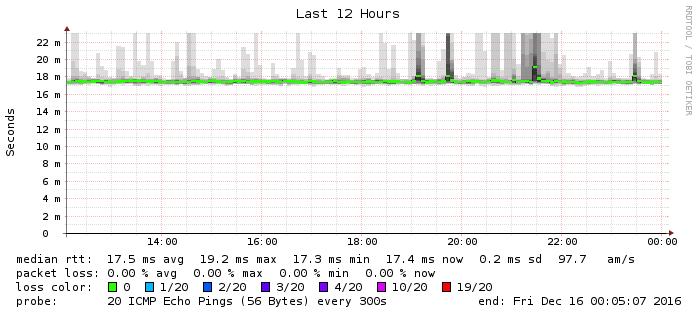 Last 12 Hours
RRDTOOL / TOBI OETIKER
Seconds
22 m
20 m
18 m
16 m
14 m
12 m
10 m
8 m
6 m
4 m
2 m
0
14:00 16:00 18:00 20:00 22:00 00:00
median rtt: 17.5 ms avg 19.2 ms max 17.3 ms min 17.4 ms now 0.2 ms sd 97.7 am/s
packet loss: 0.00 % avg 0.00 % max 0.00 % min 0.00 % now
loss color: 0 1/20 2/20 3/20 4/20 10/20 19/20
probe: 20 ICMP Echo Pings (56 Bytes) every 300s end: Fri Dec 16 00:05:07 2016